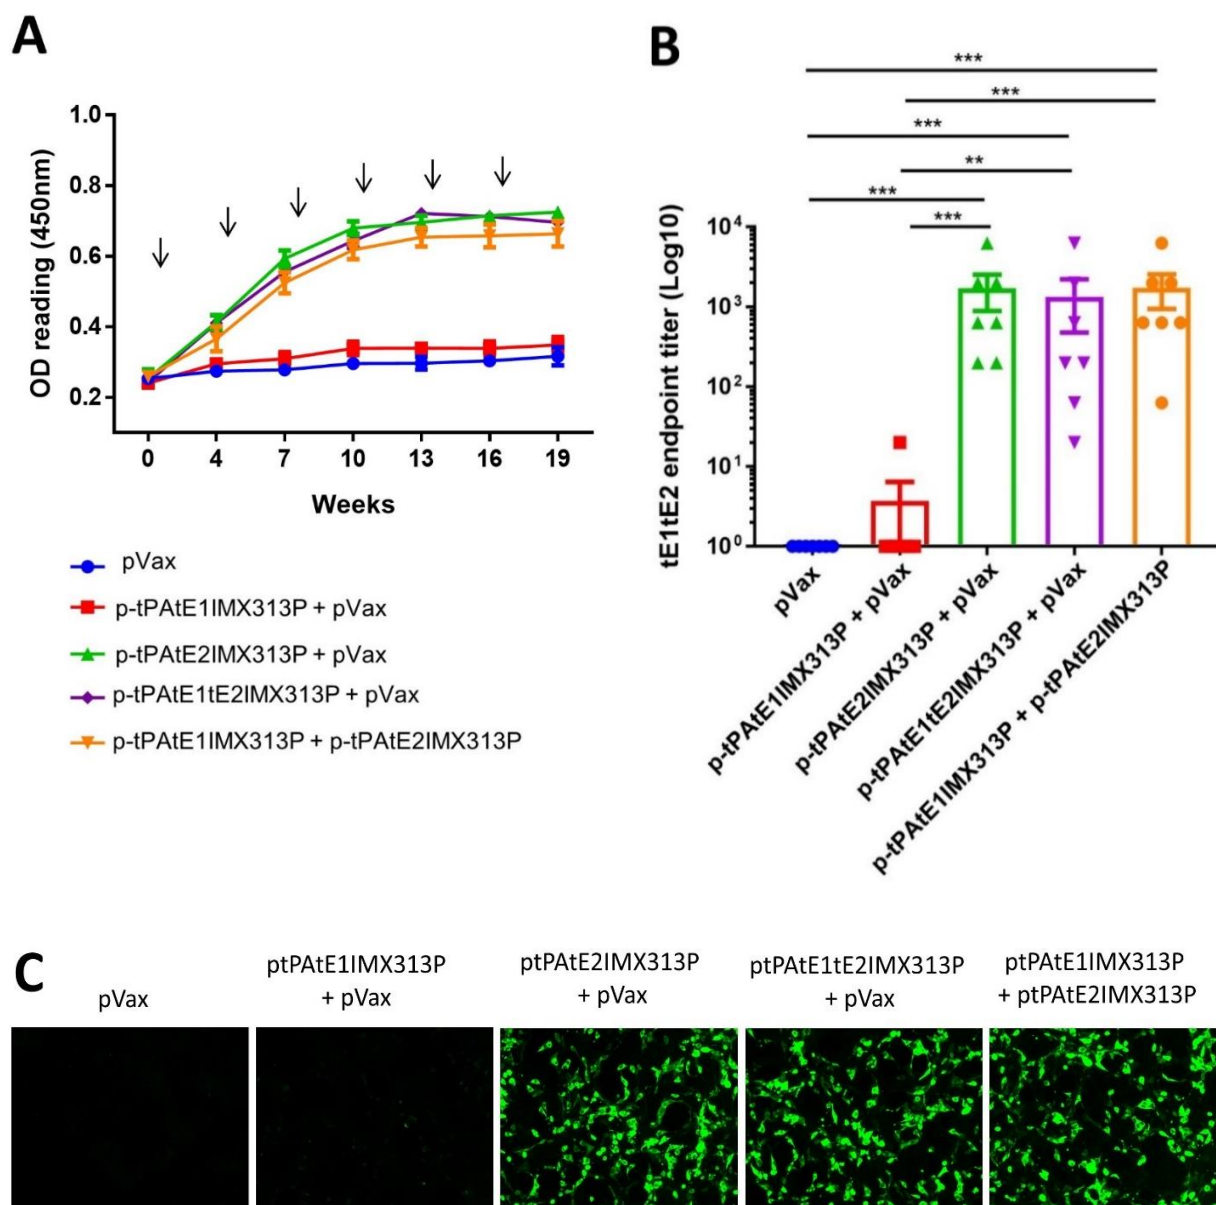 A
OD reading (450nm)
1.0
0.8
0.6
0.4
0.2
0 4 7 10 13 16 19
Weeks
pVax
p-tPAtE1IMX313P + pVax
p-tPAtE2IMX313P + pVax
p-tPAtE1tE2IMX313P + pVax
p-tPAtE1IMX313P + p-tPAtE2IMX313P
B
***
***
***
**
***
***
tE1tE2 endpoint titer (Log10)
10⁴
10³
10²
10¹
10⁰
pVax
p-tPAtE1IMX313P + pVax
p-tPAtE2IMX313P + pVax
p-tPAtE1tE2IMX313P + pVax
p-tPAtE1IMX313P + p-tPAtE2IMX313P
C
pVax
ptPAtE1IMX313P
+ pVax
ptPAtE2IMX313P
+ pVax
ptPAtE1tE2IMX313P
+ pVax
ptPAtE1IMX313P
+ ptPAtE2IMX313P